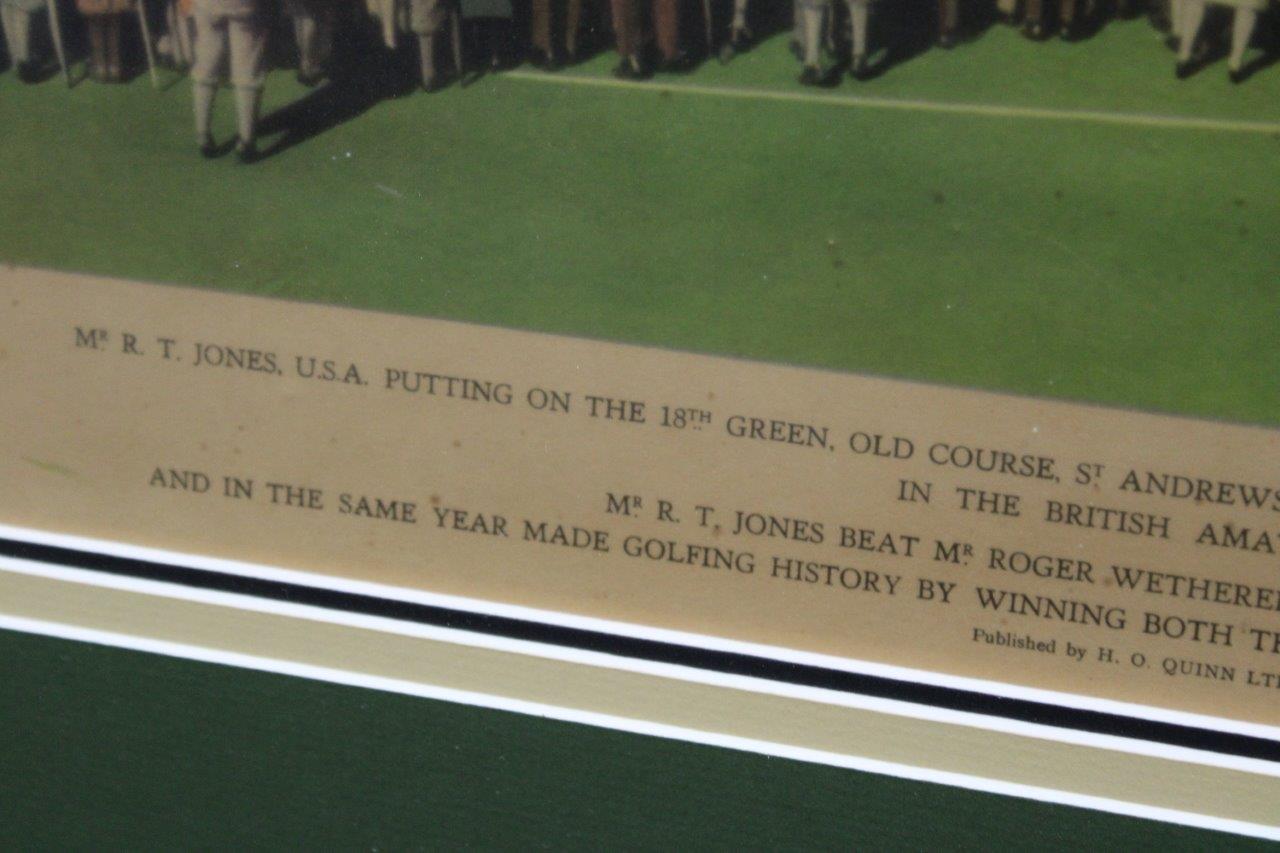 MR. R. T. JONES, U.S.A. PUTTING ON THE 18TH GREEN, OLD COURSE, ST ANDREWS
IN THE BRITISH
MR R. T. JONES BEAT MR ROGER
AND IN THE SAME YEAR MADE GOLFING HISTORY BY WINNING BOTH
Published by H. O. QUINN